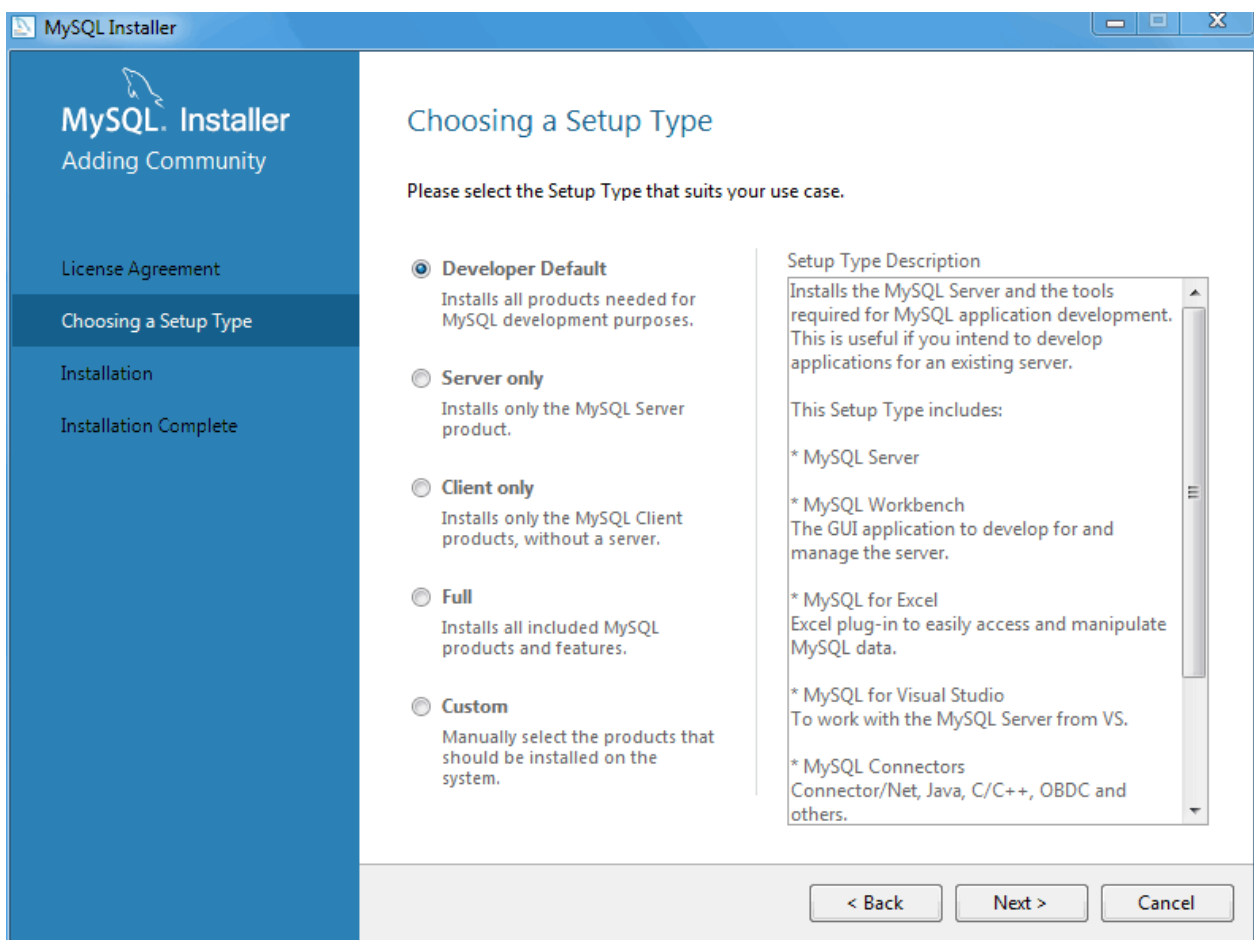 MySQL Installer
MySQL. Installer
Adding Community
License Agreement
Choosing a Setup Type
Installation
Installation Complete
Choosing a Setup Type
Please select the Setup Type that suits your use case.
Developer Default
Installs all products needed for
MySQL development purposes.
Server only
Installs only the MySQL Server
product.
Client only
Installs only the MySQL Client
products, without a server.
Full
Installs all included MySQL
products and features.
Custom
Manually select the products that
should be installed on the
system.
Setup Type Description
Installs the MySQL Server and the tools
required for MySQL application development.
This is useful if you intend to develop
applications for an existing server.
This Setup Type includes:
* MySQL Server
* MySQL Workbench
The GUI application to develop for and
manage the server.
* MySQL for Excel
Excel plug-in to easily access and manipulate
MySQL data.
* MySQL for Visual Studio
To work with the MySQL Server from VS.
* MySQL Connectors
Connector/Net, Java, C/C++, OBDC and
others.
< Back
Next >
Cancel